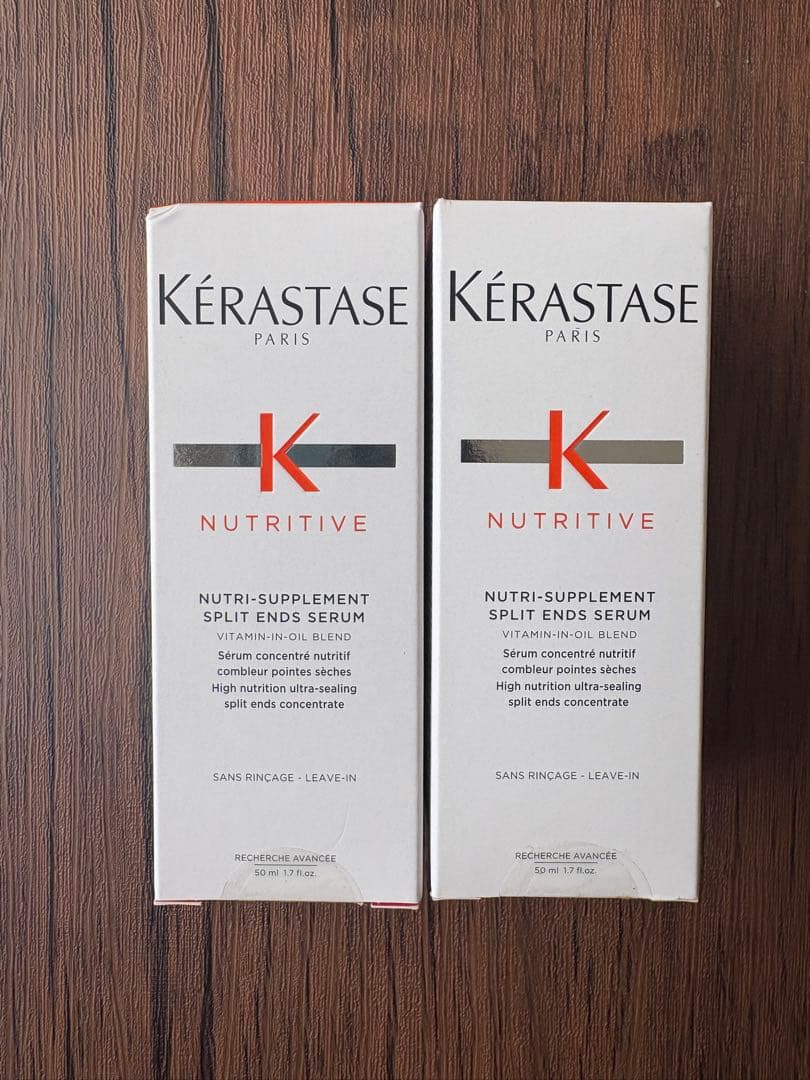 KÉRASTASE
PARIS
K
NUTRITIVE
NUTRI-SUPPLEMENT
SPLIT ENDS SERUM
VITAMIN-IN-OIL BLEND
Sérum concentré nutritif
combleur pointes sèches
High nutrition ultra-sealing
split ends concentrate
SANS RINÇAGE - LEAVE-IN
RECHERCHE AVANCÉE
50 ml 1.7 fl.oz.
KÉRASTASE
PARIS
K
NUTRITIVE
NUTRI-SUPPLEMENT
SPLIT ENDS SERUM
VITAMIN-IN-OIL BLEND
Sérum concentré nutritif
combleur pointes sèches
High nutrition ultra-sealing
split ends concentrate
SANS RINÇAGE - LEAVE-IN
RECHERCHE AVANCÉE
50 ml 1.7 fl.oz.